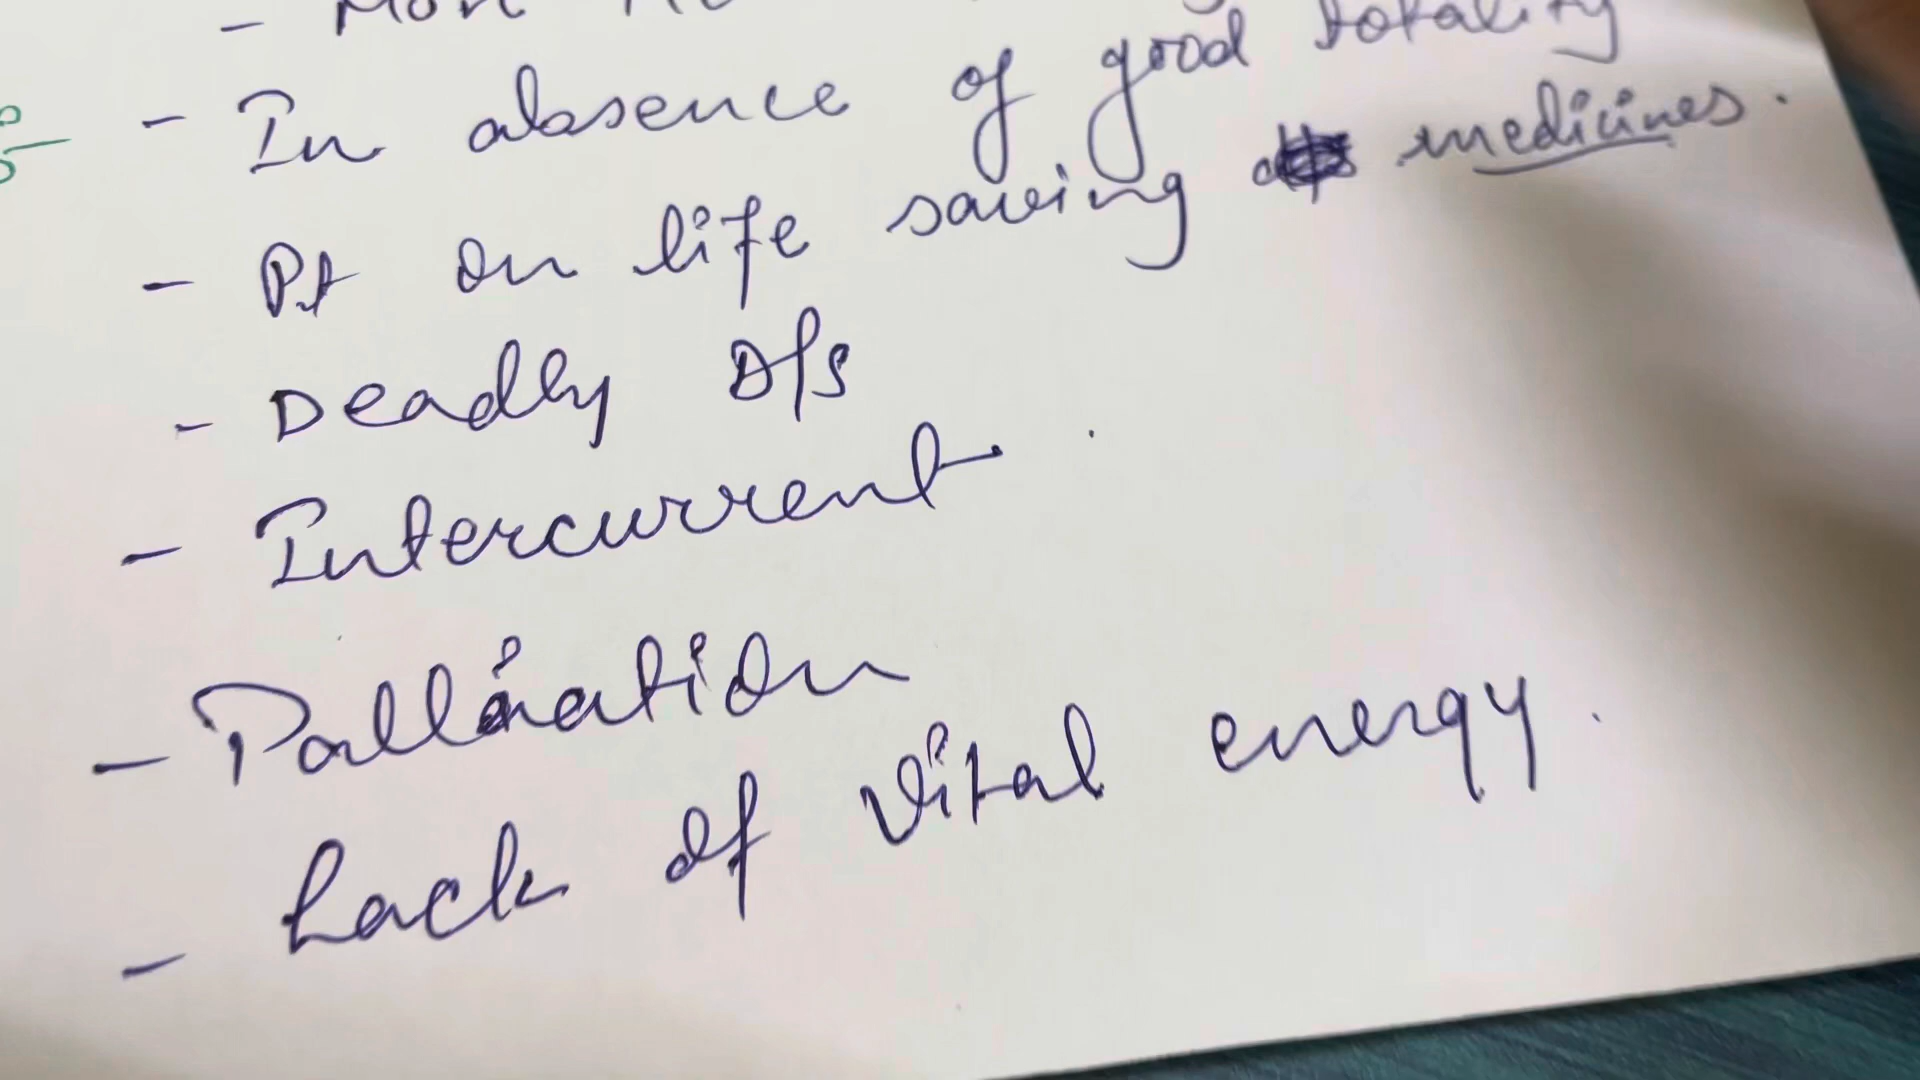 - In absence of good totality
- Pt on life saving medicines.
- Deadly D/s
- Intercurrent
- Palliation
- Lack of vital energy.